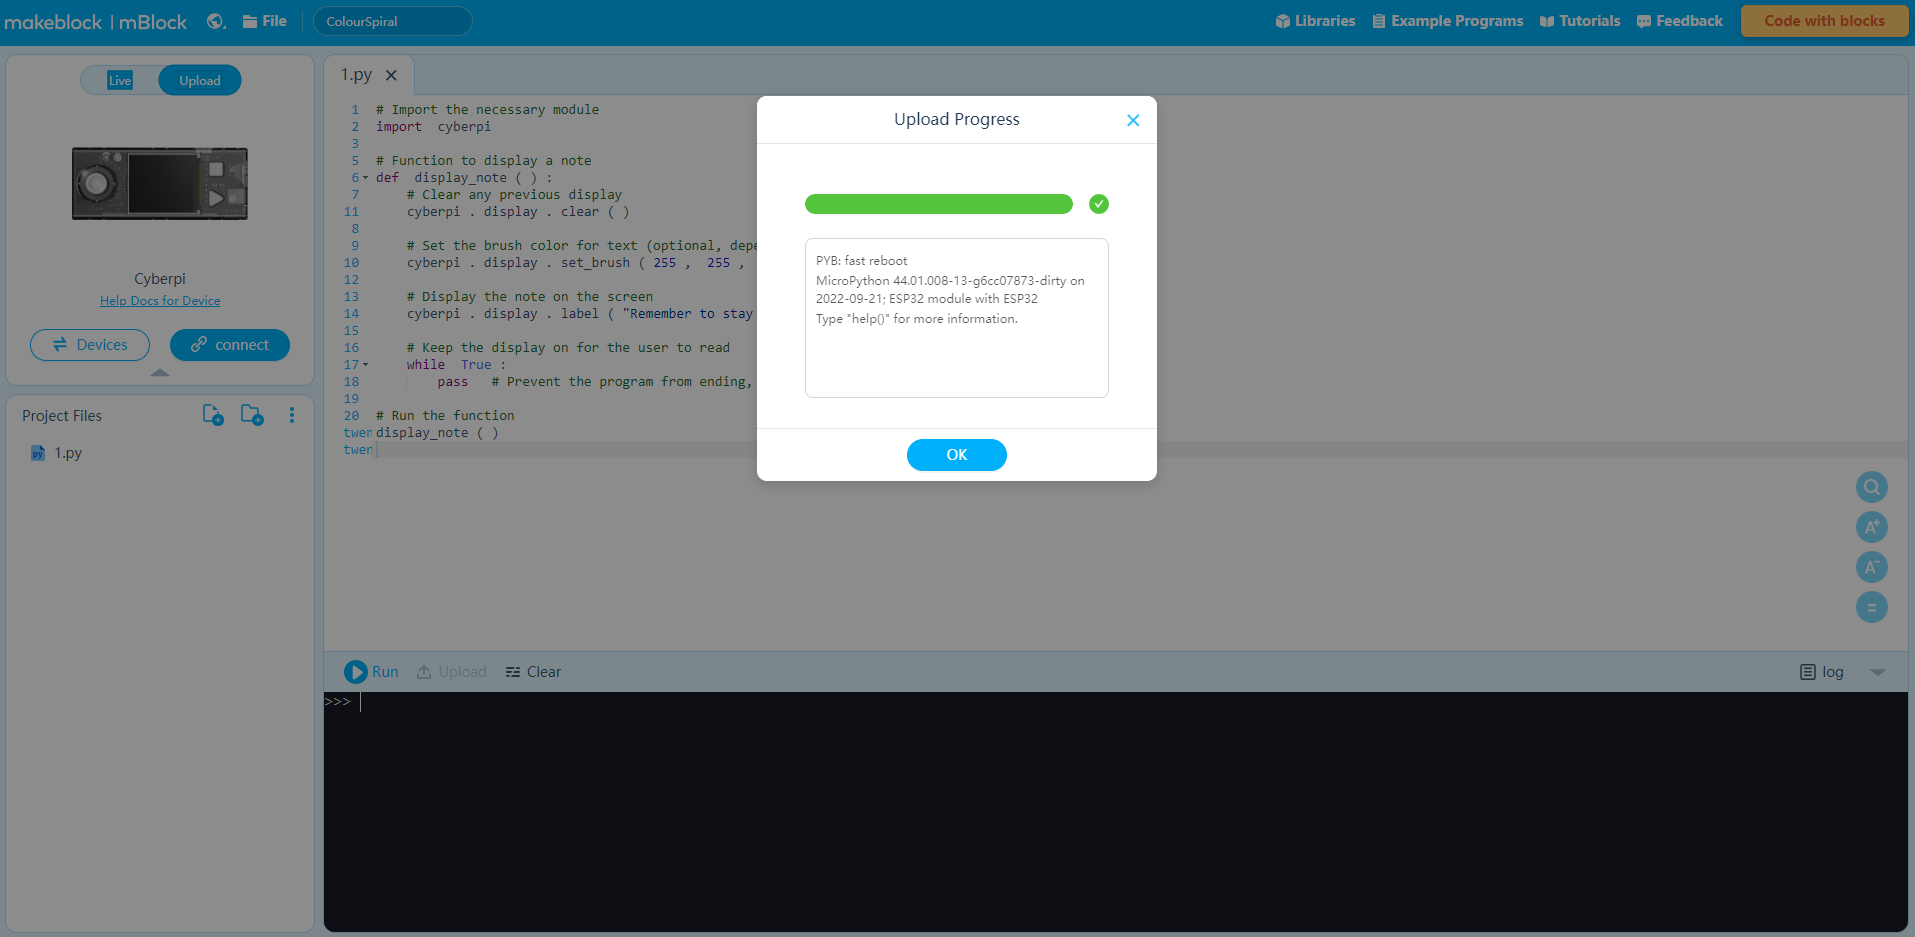 makeblock | mBlock File ColourSpiral Libraries Example Programs Tutorials Feedback Code with blocks
Live Upload
Cyberpi
Help Docs for Device
Devices connect
Project Files
1.py
1.py
1 # Import the necessary module
2 import cyberpi
3
5 # Function to display a note
6 def display_note ( ) :
7 # Clear any previous display
11 cyberpi . display . clear ( )
8
9 # Set the brush color for text (optional, depe
10 cyberpi . display . set_brush ( 255 , 255 ,
12
13 # Display the note on the screen
14 cyberpi . display . label ( "Remember to stay
15
16 # Keep the display on for the user to read
17 while True :
18 pass # Prevent the program from ending,
19
20 # Run the function
twen display_note ( )
twen
Upload Progress
PYB: fast reboot
MicroPython 44.01.008-13-g6cc07873-dirty on
2022-09-21; ESP32 module with ESP32
Type "help()" for more information.
OK
A+
A-
=
Run Upload Clear log
>>>